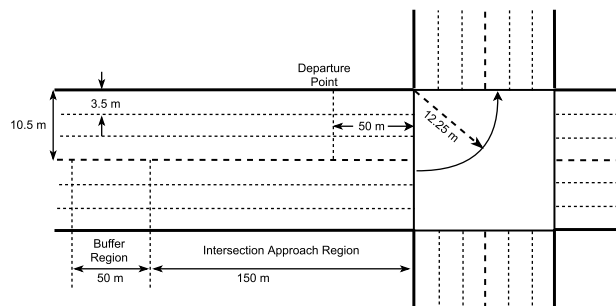 Departure
Point
3.5 m
10.5 m
50 m
12.25 m
Buffer
Region
Intersection Approach Region
50 m
150 m